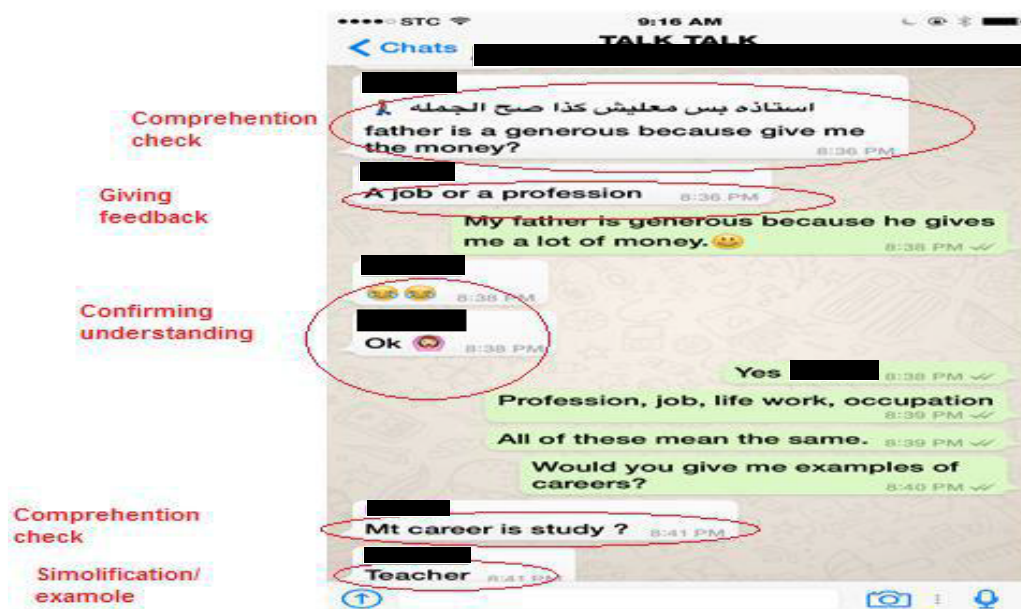 STC
9:16 AM
Chats
TALK TALK
استاذه بس معليش كذا صح الجمله
Comprehention
check
father is a generous because give me
the money?
8:36 PM
Giving
feedback
A job or a profession 8:36 PM
My father is generous because he gives
me a lot of money.
8:38 PM
8:38 PM
Confirming
understanding
Ok 8:38 PM
Yes 8:38 PM
Profession, job, life work, occupation
8:39 PM
All of these mean the same. 8:39 PM
Would you give me examples of
careers?
8:40 PM
Comprehention
check
Mt career is study ? 8:41 PM
Simolification/
examole
Teacher 8:41 PM